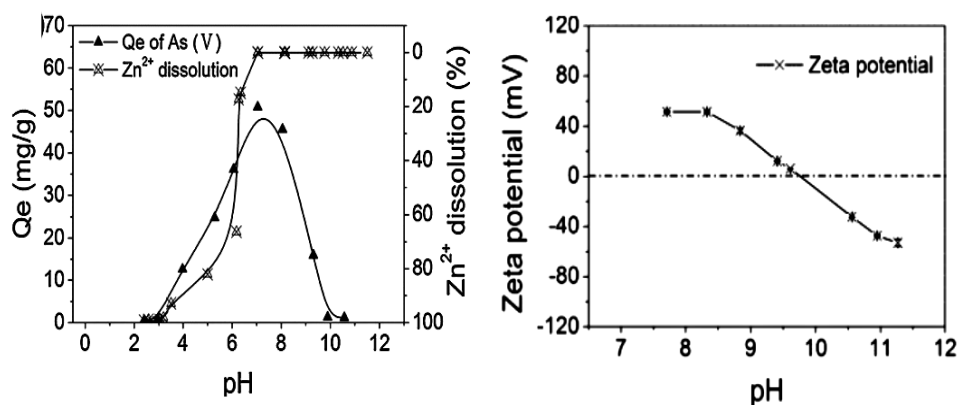 )70
60
50
40
30
20
10
0
Qe (mg/g)
Qe of As (V)
Zn²⁺ dissolution
0
20
40
60
80
100
Zn²⁺ dissolution (%)
0 2 4 6 8 10 12
pH
120
80
40
0
-40
-80
-120
Zeta potential (mV)
Zeta potential
7 8 9 10 11 12
pH